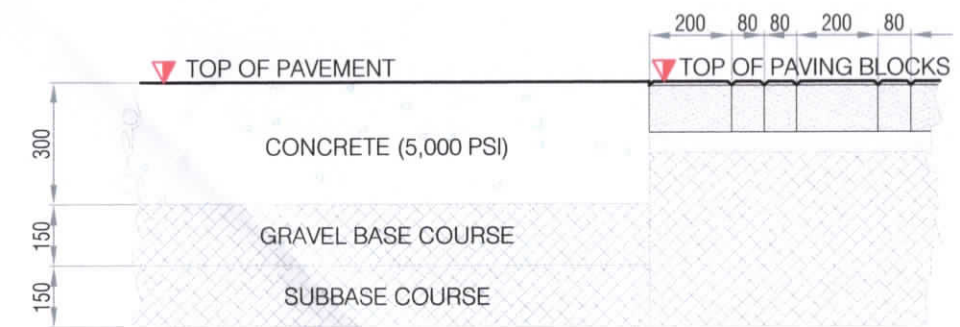 200 80 80 200 80
TOP OF PAVEMENT
TOP OF PAVING BLOCKS
300
CONCRETE (5,000 PSI)
150
GRAVEL BASE COURSE
150
SUBBASE COURSE